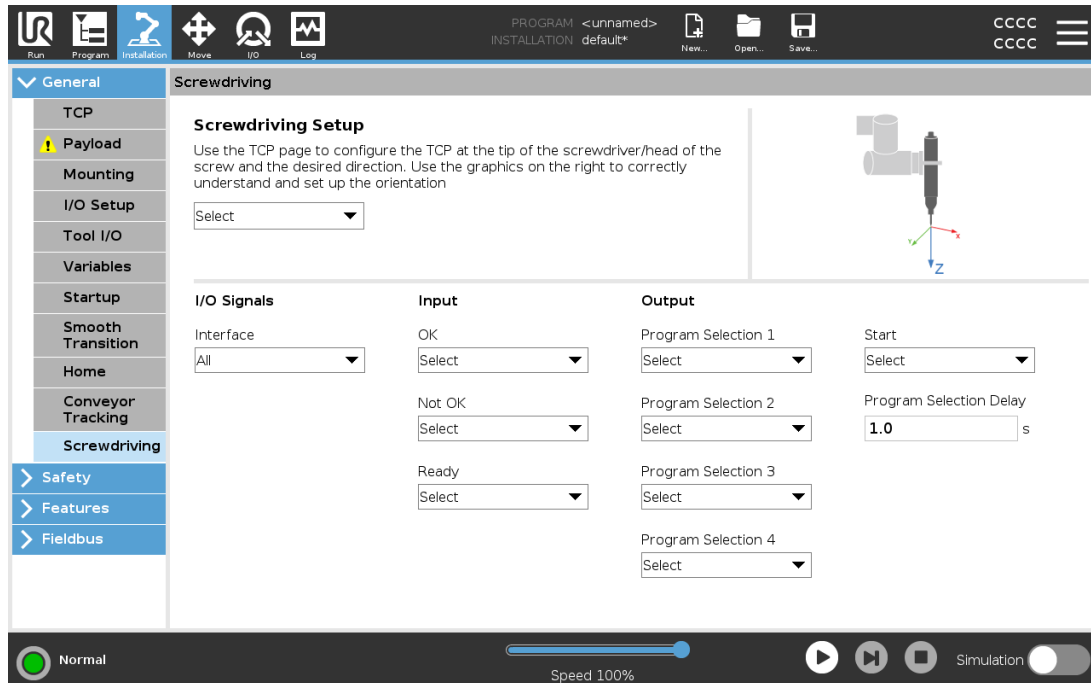 PROGRAM <unnamed>
INSTALLATION default*
CCCC
CCCC
Run
Program
Installation
Move
I/O
Log
New...
Open...
Save...
General
TCP
Payload
Mounting
I/O Setup
Tool I/O
Variables
Startup
Smooth
Transition
Home
Conveyor
Tracking
Screwdriving
Safety
Features
Fieldbus
Screwdriving
Screwdriving Setup
Use the TCP page to configure the TCP at the tip of the screwdriver/head of the
screw and the desired direction. Use the graphics on the right to correctly
understand and set up the orientation
Select
Y
X
Z
I/O Signals
Interface
All
Input
OK
Select
Not OK
Select
Ready
Select
Output
Program Selection 1
Select
Program Selection 2
Select
Program Selection 3
Select
Program Selection 4
Select
Start
Select
Program Selection Delay
1.0 s
Normal
Speed 100%
Simulation